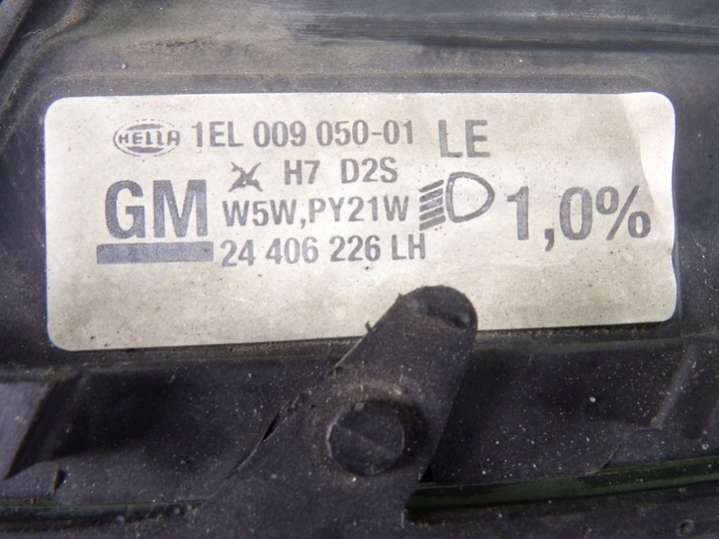 HELLA 1EL 009 050-01 LE
H7 D2S
GM W5W,PY21W 1,0%
24 406 226 LH